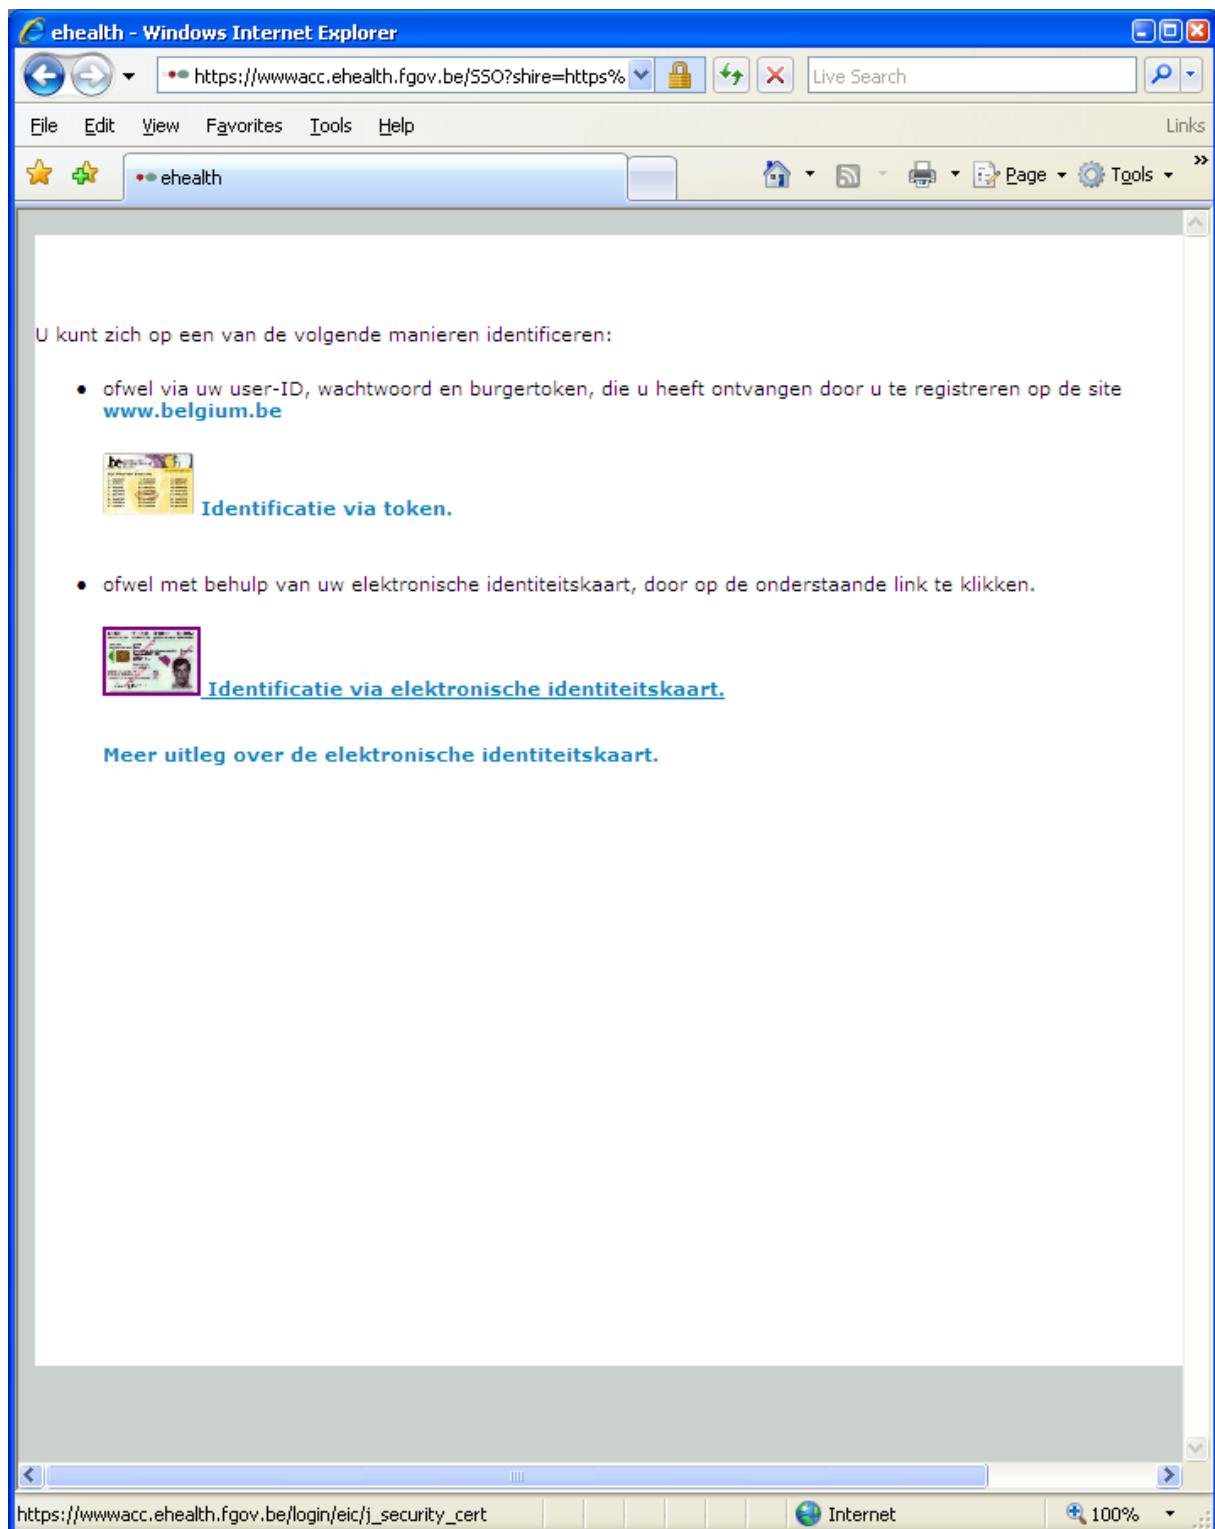 ehealth - Windows Internet Explorer
https://wwwacc.ehealth.fgov.be/SSO?shire=https%
Live Search
File Edit View Favorites Tools Help Links
ehealth
Page Tools »
U kunt zich op een van de volgende manieren identificeren:
• ofwel via uw user-ID, wachtwoord en burgertoken, die u heeft ontvangen door u te registreren op de site
www.belgium.be
Identificatie via token.
• ofwel met behulp van uw elektronische identiteitskaart, door op de onderstaande link te klikken.
Identificatie via elektronische identiteitskaart.
Meer uitleg over de elektronische identiteitskaart.
https://wwwacc.ehealth.fgov.be/login/eic/j_security_cert Internet 100%